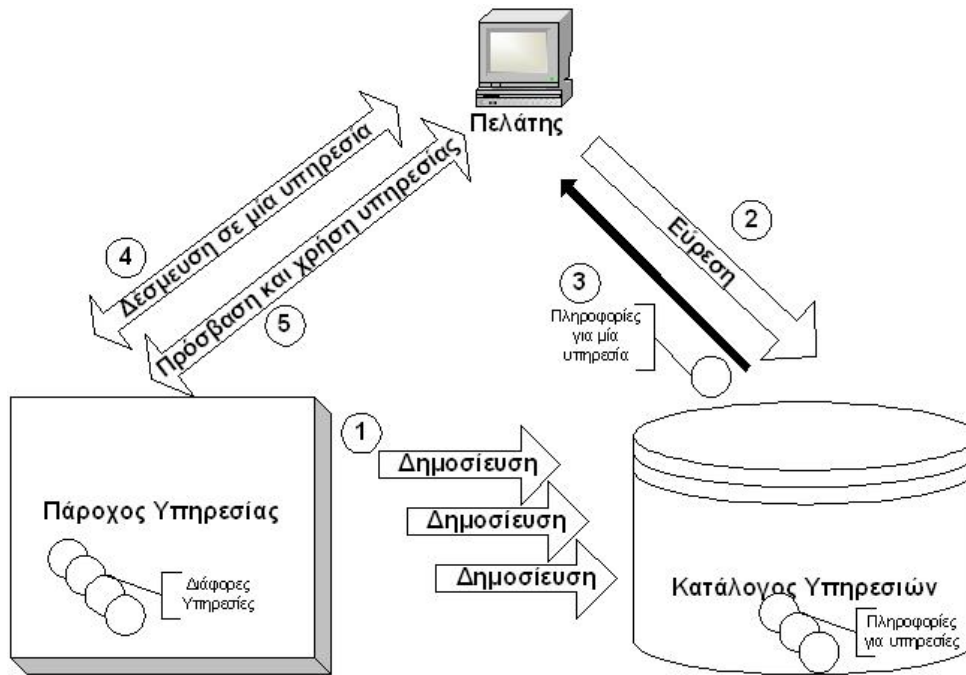 Πελάτης
Δέσμευση σε μία υπηρεσία
4
Πρόσβαση και χρήση υπηρεσίας
5
2
Εύρεση
3
Πληροφορίες
για μία
υπηρεσία
1
Δημοσίευση
Δημοσίευση
Δημοσίευση
Πάροχος Υπηρεσίας
Διάφορες
Υπηρεσίες
Κατάλογος Υπηρεσιών
Πληροφορίες
για υπηρεσίες